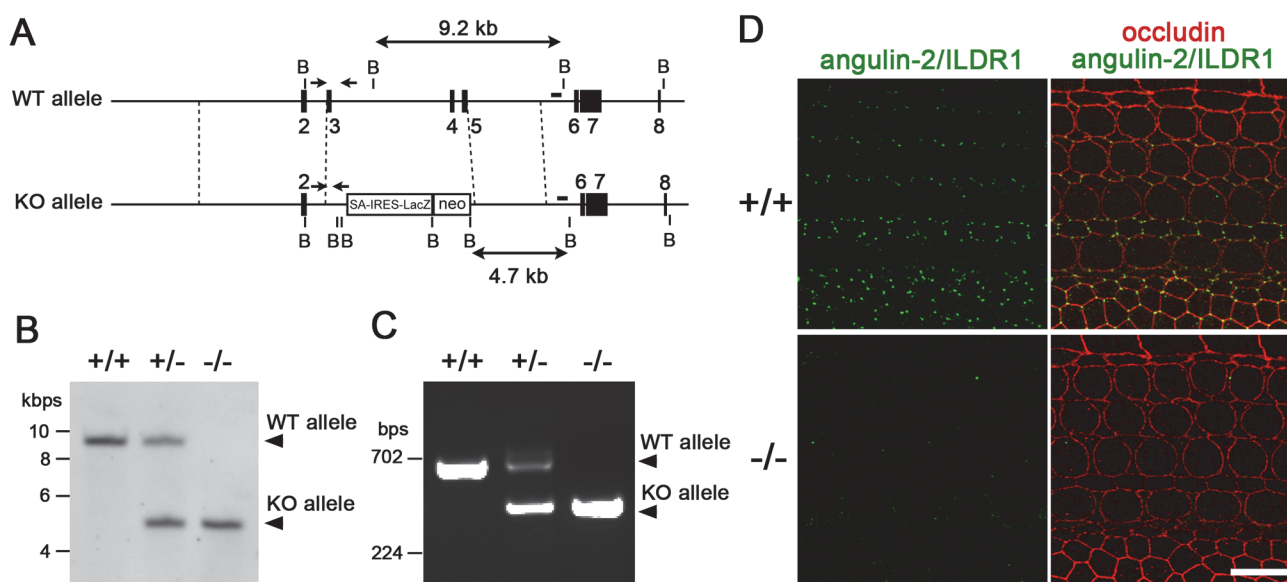 A
9.2 kb
B B B B
WT allele
2 3 4 5 6 7 8
2 6 7 8
KO allele
SA-IRES-LacZ neo
B BB B B B B
4.7 kb
B
+/+ +/- -/-
kbps
10
8
6
4
WT allele
KO allele
C
+/+ +/- -/-
bps
702
224
WT allele
KO allele
D
occludin
angulin-2/ILDR1 angulin-2/ILDR1
+/+
-/-